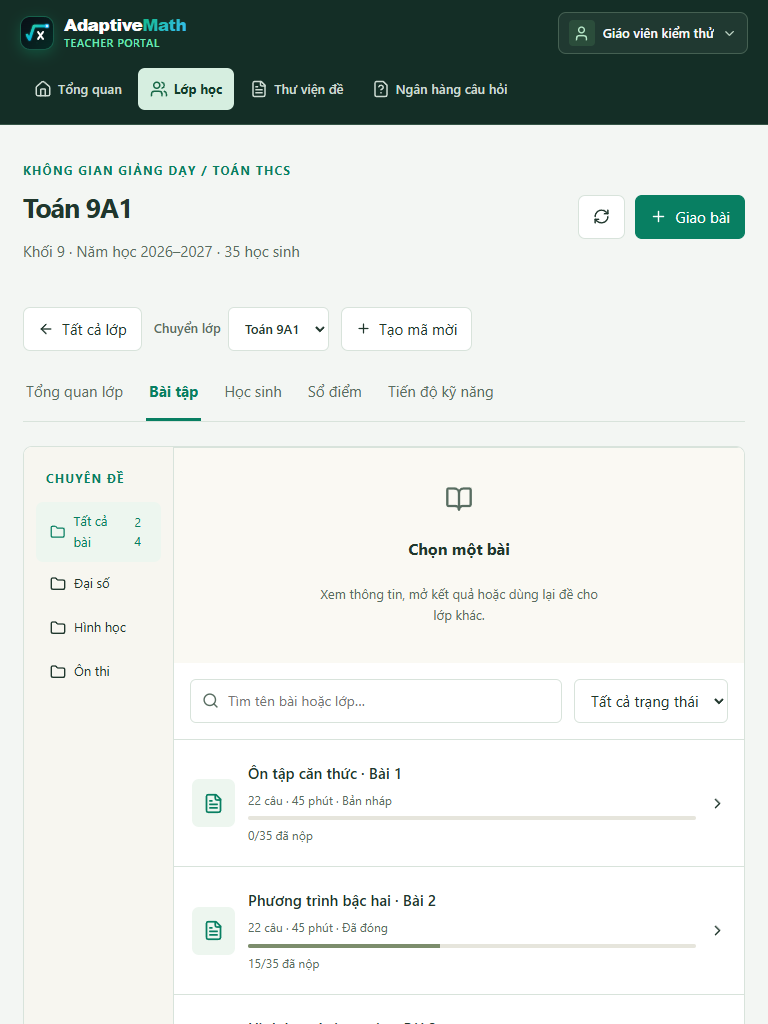 AdaptiveMath
TEACHER PORTAL
Giáo viên kiểm thử
Tổng quan
Lớp học
Thư viện đề
Ngân hàng câu hỏi
KHÔNG GIAN GIẢNG DẠY / TOÁN THCS
Toán 9A1
Giao bài
Khối 9 · Năm học 2026–2027 · 35 học sinh
Tất cả lớp
Chuyển lớp
Toán 9A1
Tạo mã mời
Tổng quan lớp
Bài tập
Học sinh
Sổ điểm
Tiến độ kỹ năng
CHUYÊN ĐỀ
Tất cả
bài
2
4
Đại số
Hình học
Ôn thi
Chọn một bài
Xem thông tin, mở kết quả hoặc dùng lại đề cho
lớp khác.
Tìm tên bài hoặc lớp...
Tất cả trạng thái
Ôn tập căn thức · Bài 1
22 câu · 45 phút · Bản nháp
0/35 đã nộp
Phương trình bậc hai · Bài 2
22 câu · 45 phút · Đã đóng
15/35 đã nộp